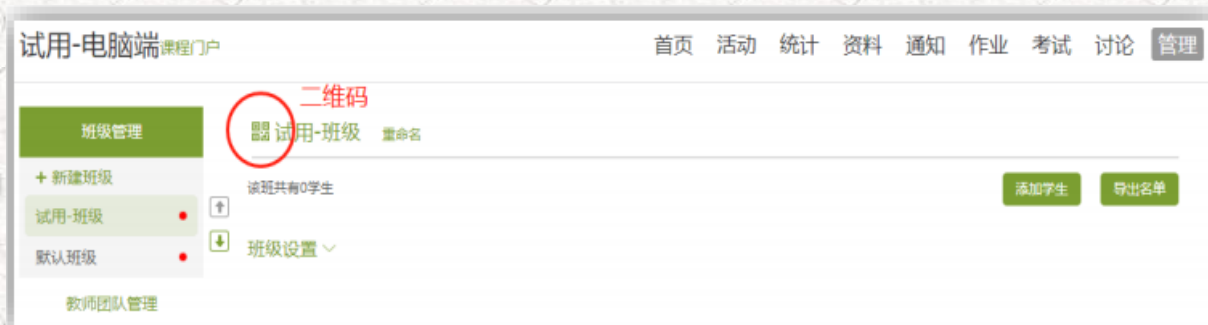 试用-电脑端课程门户 首页 活动 统计 资料 通知 作业 考试 讨论 管理
二维码
班级管理
试用-班级 重命名
+ 新建班级
该班共有0学生 添加学生 导出名单
试用-班级
班级设置
默认班级
教师团队管理